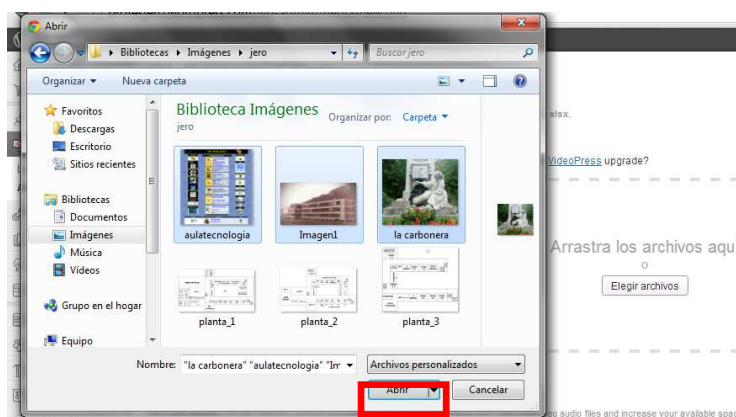 Abrir
Bibliotecas ▸ Imágenes ▸ jero
Buscar jero
Organizar
Nueva carpeta
Favoritos
Descargas
Escritorio
Sitios recientes
Bibliotecas
Documentos
Imágenes
Música
Vídeos
Grupo en el hogar
Equipo
Biblioteca Imágenes
jero
Organizar por: Carpeta
aulatecnologia
Imagen1
la carbonera
planta_1
planta_2
planta_3
Nombre: "la carbonera" "aulatecnologia" "Im
Archivos personalizados
Abrir
Cancelar
xlsx.
VideoPress upgrade?
Arrastra los archivos aqu
o
Elegir archivos
audio files and increase your available spac